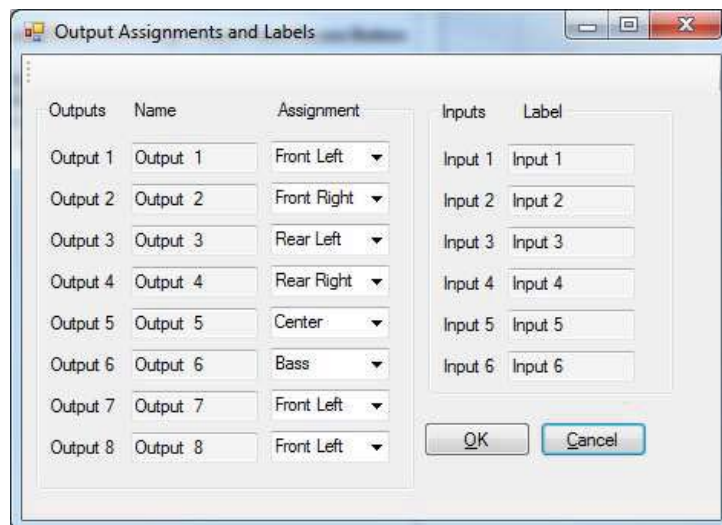 Output Assignments and Labels
Outputs Name Assignment
Output 1 Output 1 Front Left
Output 2 Output 2 Front Right
Output 3 Output 3 Rear Left
Output 4 Output 4 Rear Right
Output 5 Output 5 Center
Output 6 Output 6 Bass
Output 7 Output 7 Front Left
Output 8 Output 8 Front Left
Inputs Label
Input 1 Input 1
Input 2 Input 2
Input 3 Input 3
Input 4 Input 4
Input 5 Input 5
Input 6 Input 6
OK Cancel